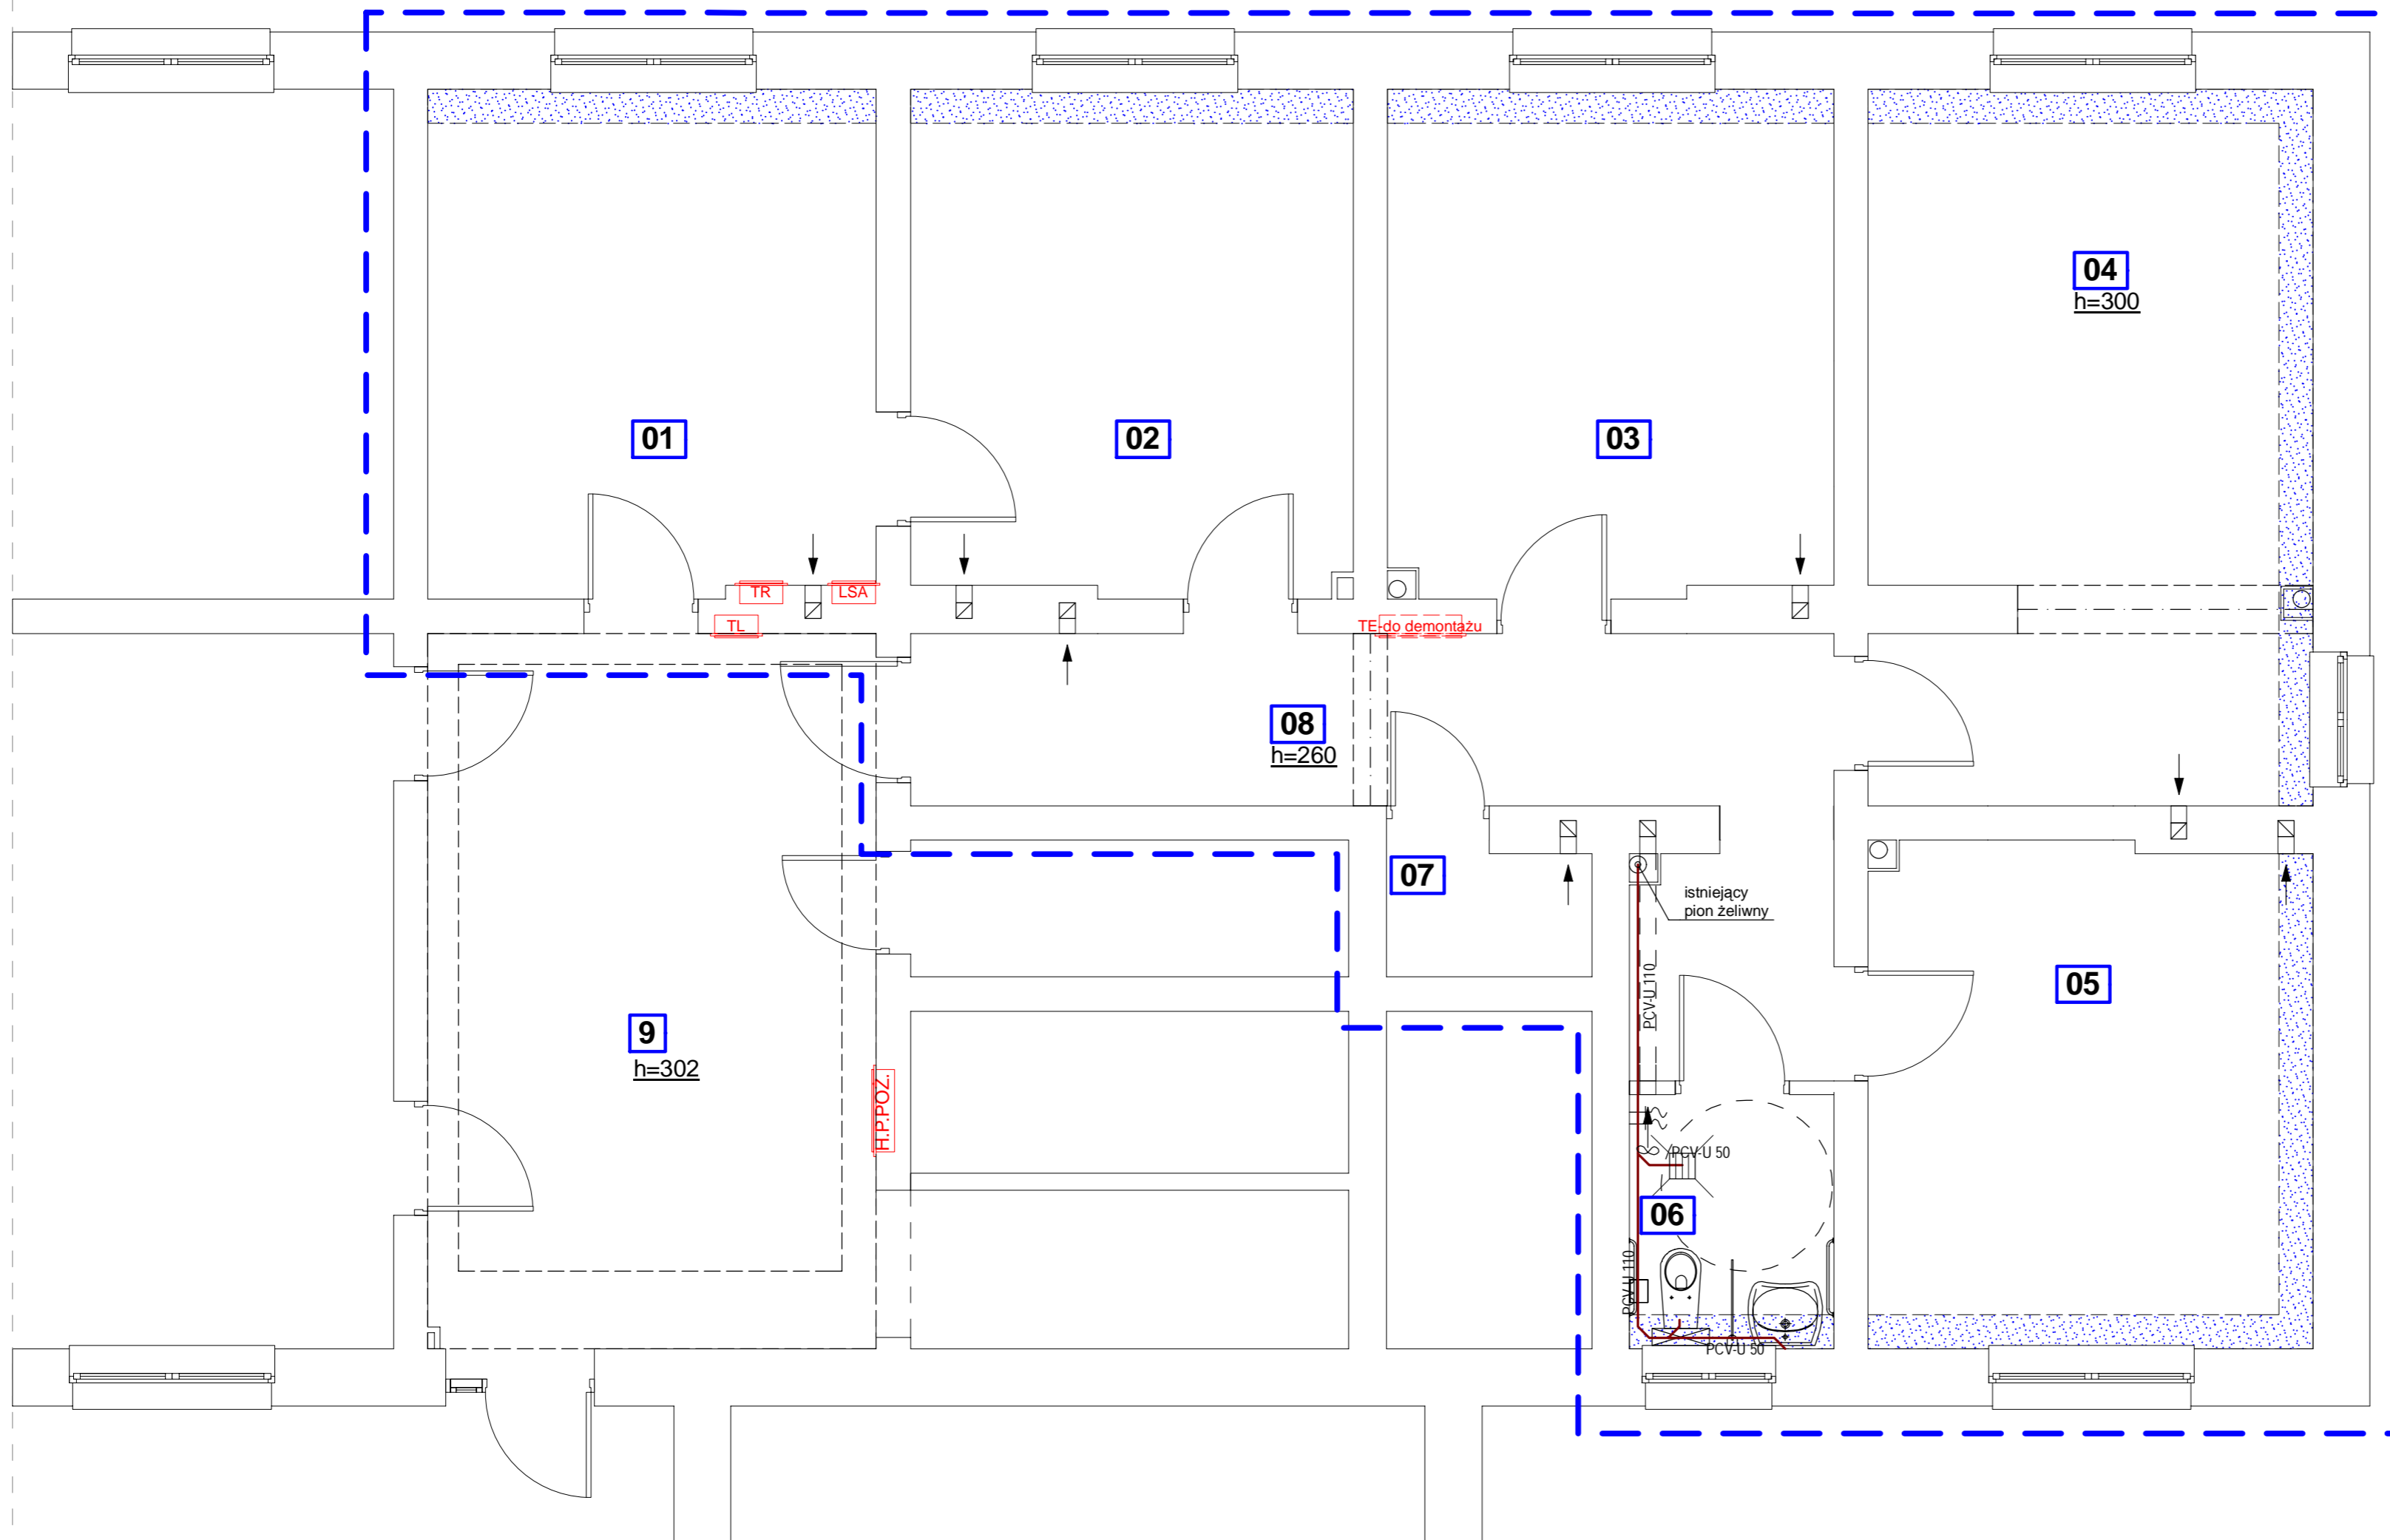 04
h=300
01
02
03
TR
LSA
TL
TE-do demontażu
08
h=260
07
istniejący
pion żeliwny
PCV-U 110
05
9
h=302
H.P.POŻ.
PCV-U 50
06
PCV-U 110
PCV-U 50